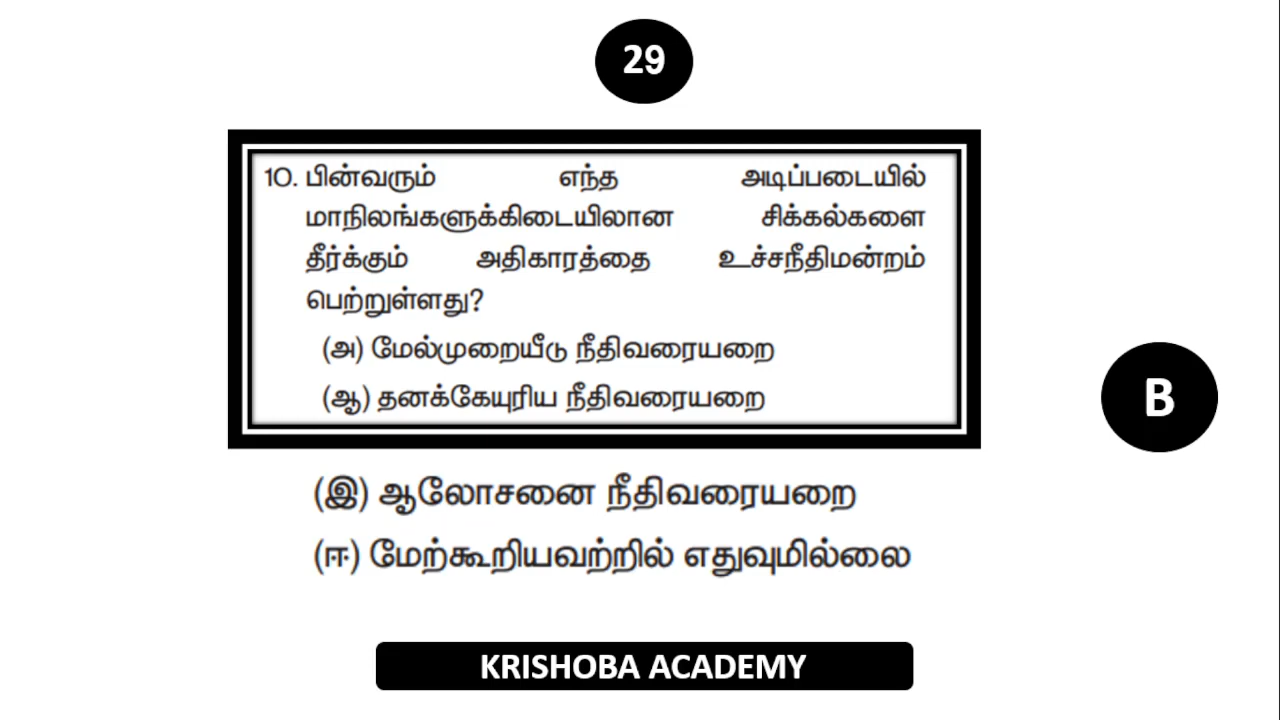 29
10. பின்வரும் எந்த அடிப்படையில்
மாநிலங்களுக்கிடையிலான சிக்கல்களை
தீர்க்கும் அதிகாரத்தை உச்சநீதிமன்றம்
பெற்றுள்ளது?
(அ) மேல்முறையீடு நீதிவரையறை
(ஆ) தனக்கேயுரிய நீதிவரையறை
B
(இ) ஆலோசனை நீதிவரையறை
(ஈ) மேற்கூறியவற்றில் எதுவுமில்லை
KRISHOBA ACADEMY